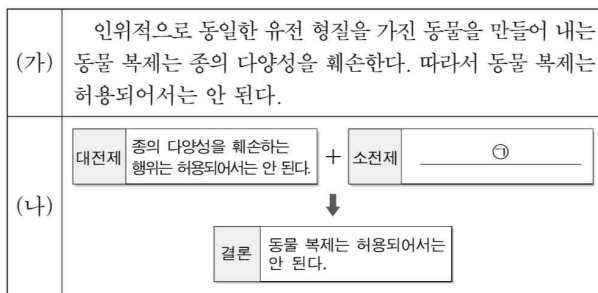 (가)
인위적으로 동일한 유전 형질을 가진 동물을 만들어 내는
동물 복제는 종의 다양성을 훼손한다. 따라서 동물 복제는
허용되어서는 안 된다.
(나)
대전제
종의 다양성을 훼손하는
행위는 허용되어서는 안 된다.
+
소전제
㉠
결론
동물 복제는 허용되어서는
안 된다.